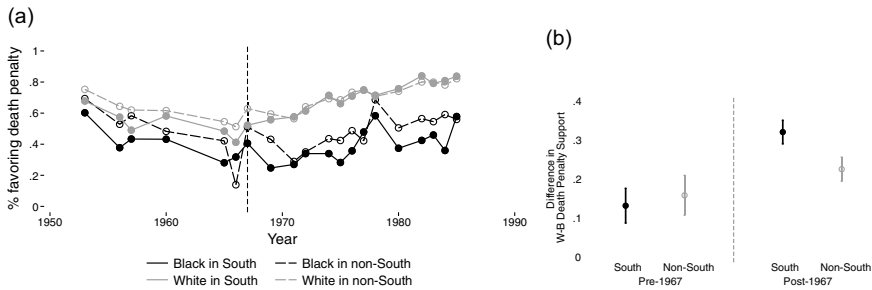 (a)
% favoring death penalty
1
.8
.6
.4
.2
0
1950 1960 1970 1980 1990
Year
Black in South Black in non-South
White in South White in non-South
(b)
Difference in
W-B Death Penalty Support
.4
.3
.2
.1
0
South Non-South South Non-South
Pre-1967 Post-1967